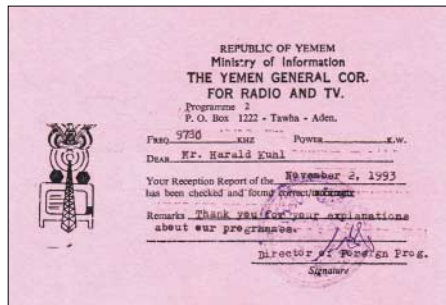 REPUBLIC OF YEMEM
Ministry of Information
THE YEMEN GENERAL COR.
FOR RADIO AND TV.
Programme 2
P. O. Box 1222 - Tawba - Aden.
FREQ 9730 KHZ POWER K.W.
DEAR Mr. Harald Kuhl
Your Reception Report of the November 2, 1993
has been checked and found correct/
Remarks Thank you for your explanations
about our programmes.
Director of Foreign Prog.
Signature